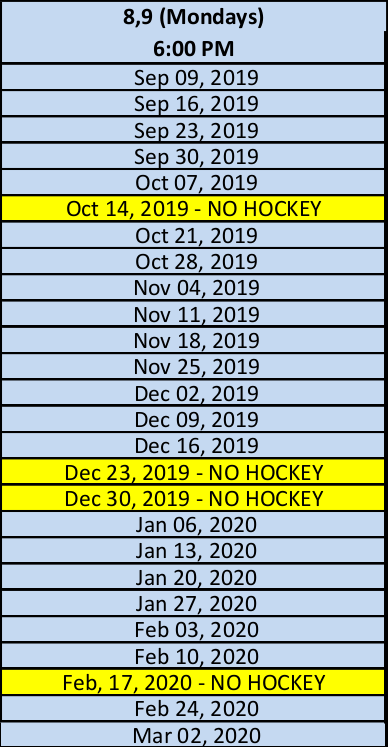 8,9 (Mondays)
6:00 PM
Sep 09, 2019
Sep 16, 2019
Sep 23, 2019
Sep 30, 2019
Oct 07, 2019
Oct 14, 2019 - NO HOCKEY
Oct 21, 2019
Oct 28, 2019
Nov 04, 2019
Nov 11, 2019
Nov 18, 2019
Nov 25, 2019
Dec 02, 2019
Dec 09, 2019
Dec 16, 2019
Dec 23, 2019 - NO HOCKEY
Dec 30, 2019 - NO HOCKEY
Jan 06, 2020
Jan 13, 2020
Jan 20, 2020
Jan 27, 2020
Feb 03, 2020
Feb 10, 2020
Feb, 17, 2020 - NO HOCKEY
Feb 24, 2020
Mar 02, 2020